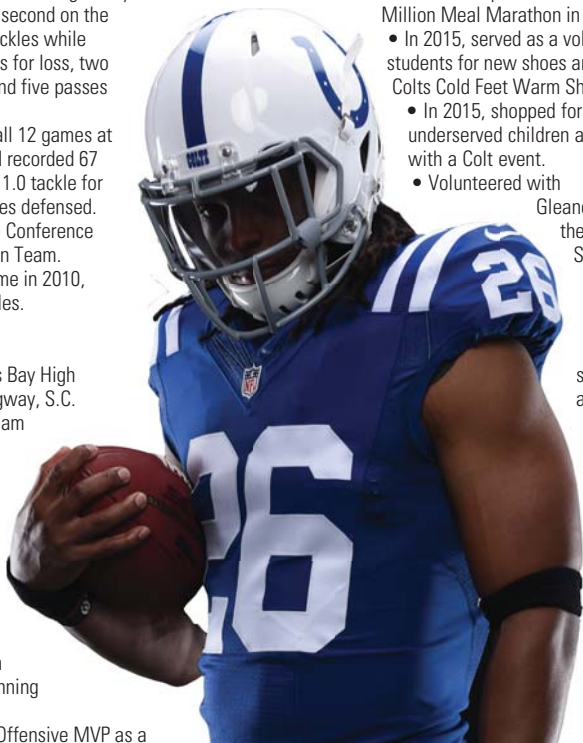 second on the
ckles while
s for loss, two
nd five passes
all 12 games at
recorded 67
1.0 tackle for
es defensed.
Conference
n Team.
me in 2010,
les.
s Bay High
gway, S.C.
am
nning
Offensive MVP as a
Million Meal Marathon in
• In 2015, served as a vol
students for new shoes an
Colts Cold Feet Warm Sh
• In 2015, shopped for
underserved children a
with a Colt event.
• Volunteered with
Glean
the
S
s
a
COLTS
26
NFL
26